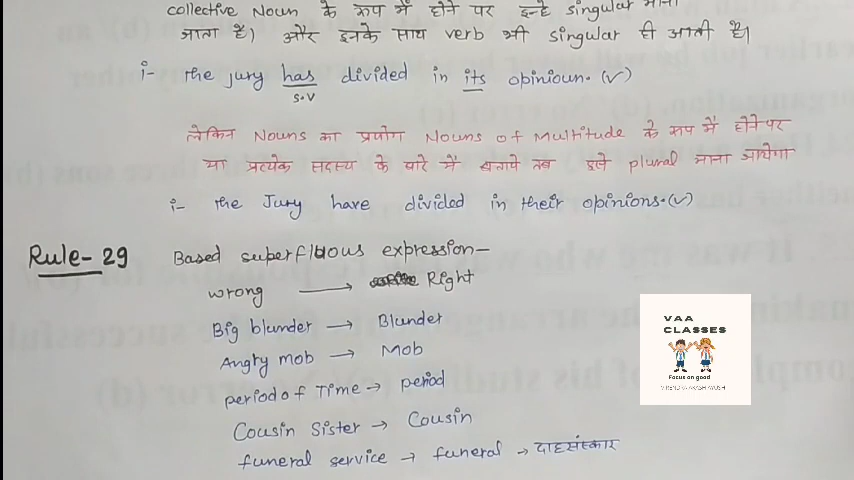 collective Noun के रूप में होने पर इन्हे singular माना
जाता है। और इनके साथ verb भी singular ही आती है।
i- the jury has divided in its opinioun. (✓)
S.V
लेकिन Nouns का प्रयोग Nouns of Multitude के रूप में होने पर
या प्रत्येक सदस्य के बारे में बताये तब इसे plural माना जायेगा
i- the Jury have divided in their opinions. (✓)
Rule-29 Based superfluous expression-
wrong → Right
Big blunder → Blunder
Angry mob → Mob
period of Time → period
Cousin Sister → Cousin
funeral service → funeral → दाहसंस्कार
VAA
CLASSES
Focus on good